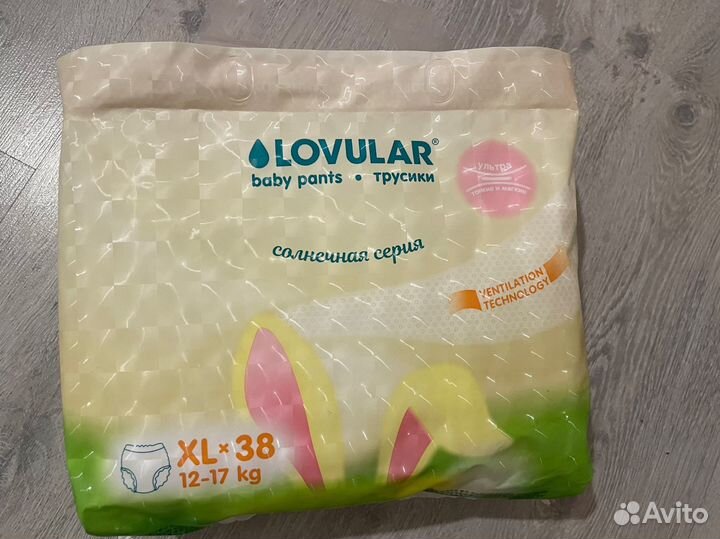 LOVULAR®
baby pants • трусики
ультра
тонкие и мягкие
солнечная серия
VENTILATION
TECHNOLOGY
XL×38
12-17 kg
Avito